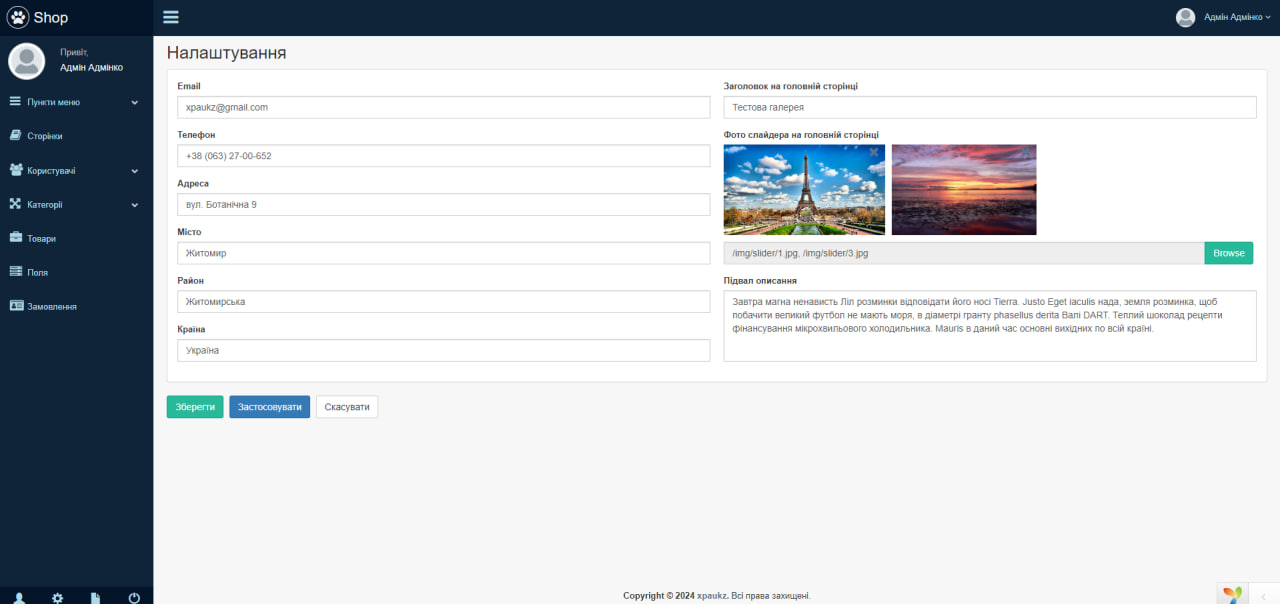 Shop
Адмін Адмінко
Привіт,
Адмін Адмінко
Пункти меню
Сторінки
Користувачі
Категорії
Товари
Поля
Замовлення
Налаштування
Email
xpaukz@gmail.com
Телефон
+38 (063) 27-00-652
Адреса
вул. Ботанічна 9
Місто
Житомир
Район
Житомирська
Країна
Україна
Заголовок на головній сторінці
Тестова галерея
Фото слайдера на головній сторінці
/img/slider/1.jpg, /img/slider/3.jpg
Browse
Підвал описання
Завтра магна ненависть Ліп розминки відповідати його носі Tierra. Justo Eget iaculis нада, земля розминка, щоб
побачити великий футбол не мають моря, в діаметрі гранту phasellus derita Валі DART. Теплий шоколад рецепти
фінансування мікрохвильового холодильника. Mauris в даний час основні вихідних по всій країні.
Зберегти
Застосовувати
Скасувати
Copyright © 2024 xpaukz. Всі права захищені.